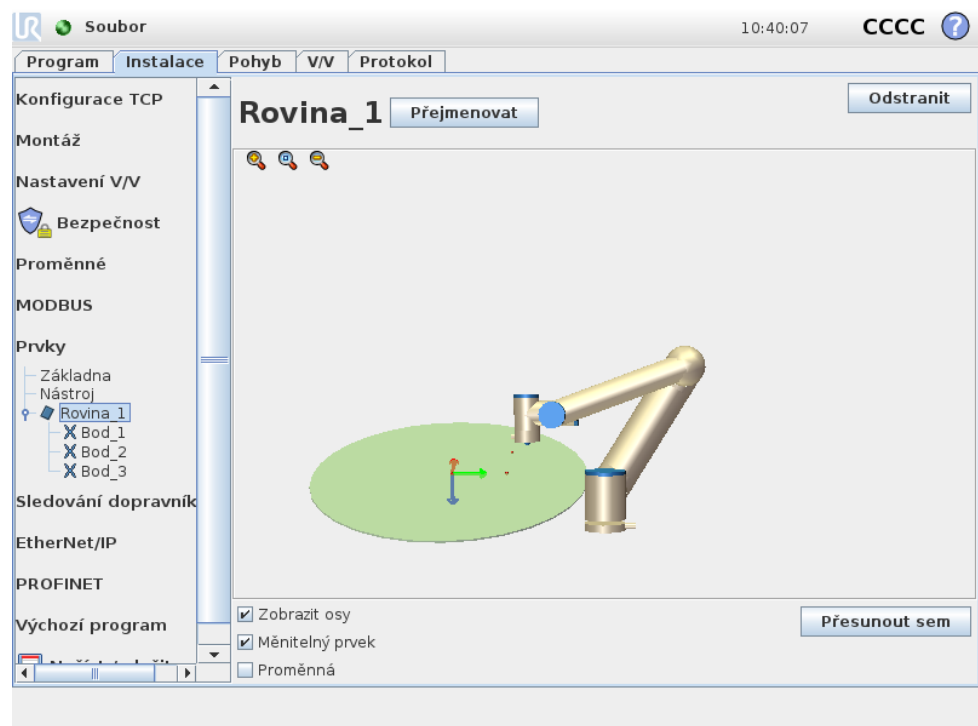 UR Soubor 10:40:07 CCCC ?
Program Instalace Pohyb V/V Protokol
Konfigurace TCP
Montáž
Nastavení V/V
Bezpečnost
Proměnné
MODBUS
Prvky
Základna
Nástroj
Rovina_1
Bod_1
Bod_2
Bod_3
Sledování dopravník
EtherNet/IP
PROFINET
Výchozí program
Rovina_1 Přejmenovat Odstranit
Zobrazit osy
Měnitelný prvek
Proměnná
Přesunout sem